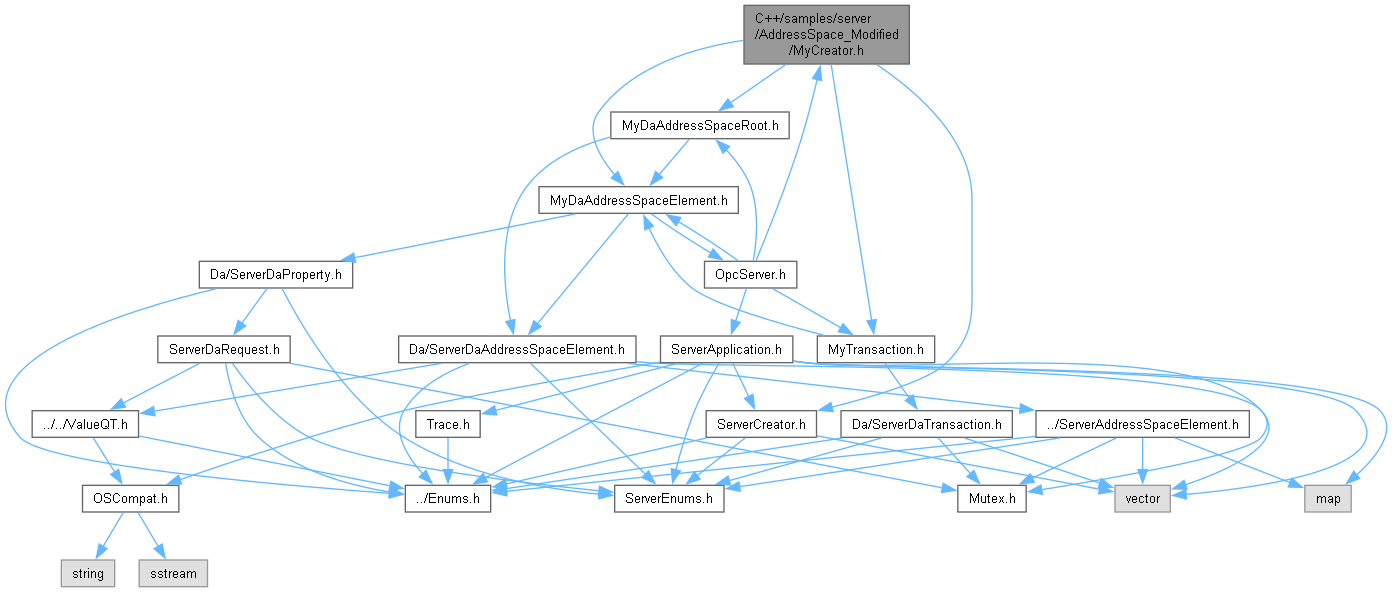 C++/samples/server
/AddressSpace_Modified
/MyCreator.h
MyDaAddressSpaceRoot.h
MyDaAddressSpaceElement.h
Da/ServerDaProperty.h
OpcServer.h
ServerDaRequest.h
Da/ServerDaAddressSpaceElement.h
ServerApplication.h
MyTransaction.h
../../ValueQT.h
Trace.h
ServerCreator.h
Da/ServerDaTransaction.h
../ServerAddressSpaceElement.h
OSCompat.h
../Enums.h
ServerEnums.h
Mutex.h
vector
map
string
sstream